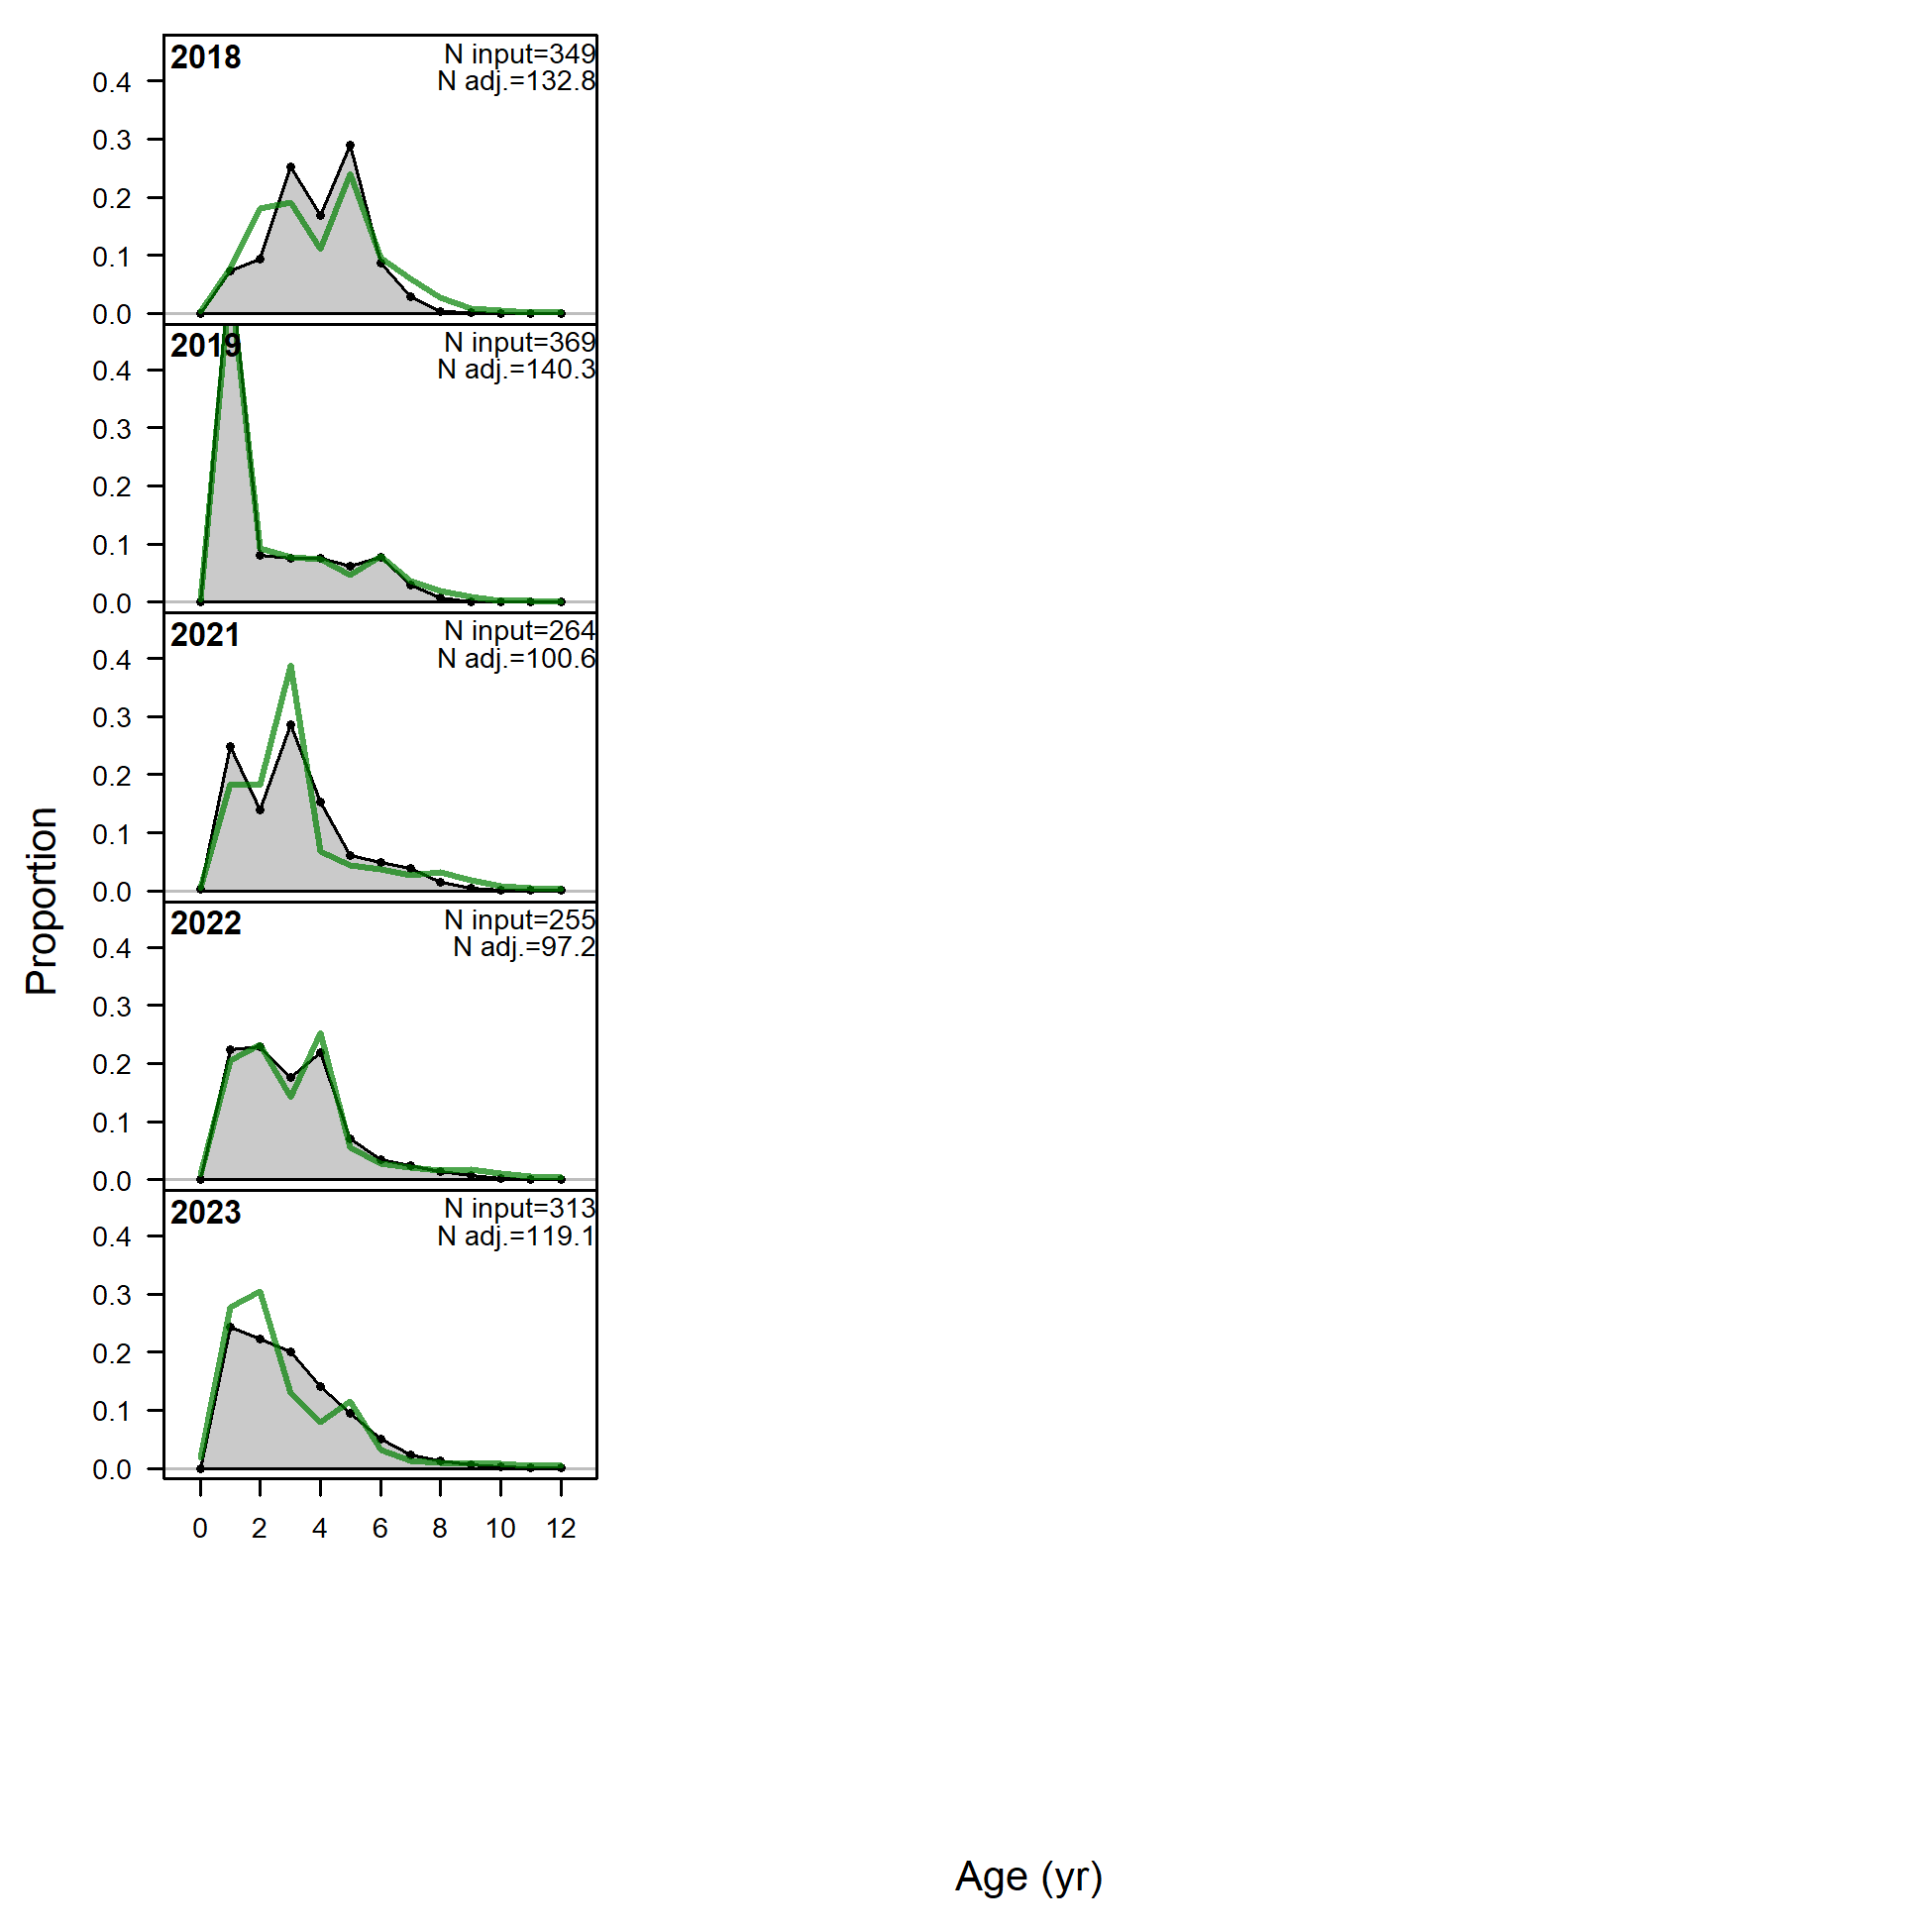 2018
N input=349
N adj.=132.8
0.4
0.3
0.2
0.1
0.0
2019
N input=369
N adj.=140.3
0.4
0.3
0.2
0.1
0.0
2021
N input=264
N adj.=100.6
0.4
0.3
0.2
0.1
0.0
2022
N input=255
N adj.=97.2
0.4
0.3
0.2
0.1
0.0
2023
N input=313
N adj.=119.1
0.4
0.3
0.2
0.1
0.0
0 2 4 6 8 10 12
Proportion
Age (yr)